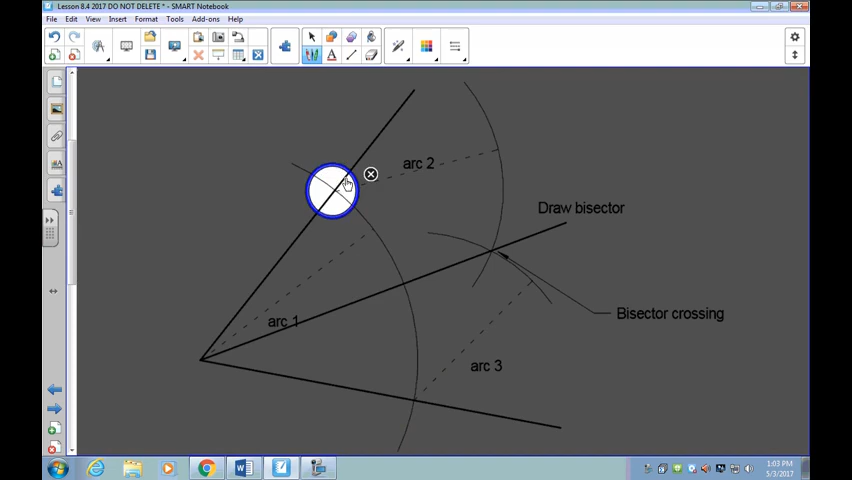 Lesson 8.4 2017 DO NOT DELETE * - SMART Notebook
File Edit View Insert Format Tools Add-ons Help
arc 2
Draw bisector
arc 1
Bisector crossing
arc 3
1:03 PM
5/3/2017